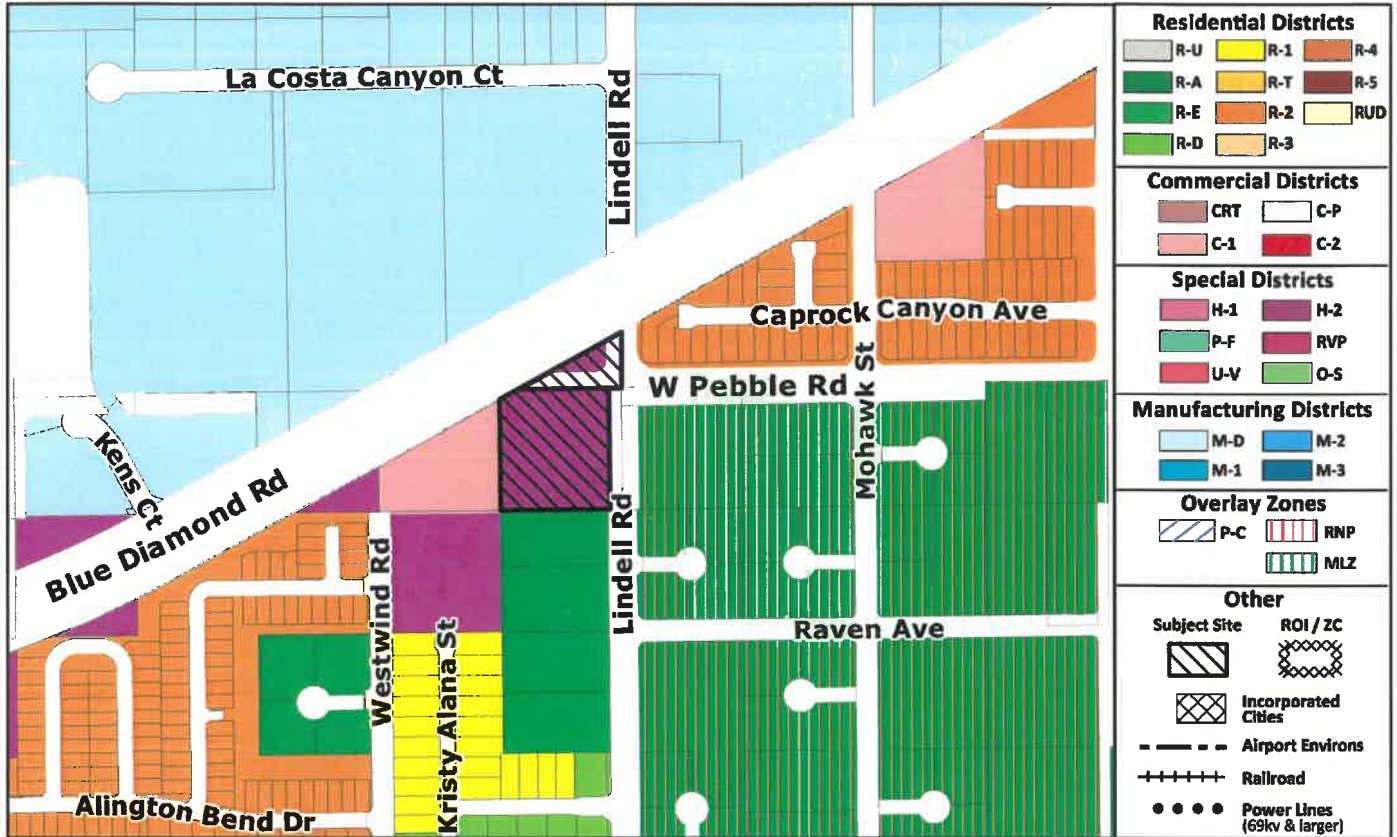 La Costa Canyon Ct
Lindell Rd
Caprock Canyon Ave
W Pebble Rd
Mohawk St
Kens Ct
Blue Diamond Rd
Lindell Rd
Westwind Rd
Raven Ave
Kristy Alana St
Alington Bend Dr
Residential Districts
R-U R-1 R-4
R-A R-T R-5
R-E R-2 RUD
R-D R-3
Commercial Districts
CRT C-P
C-1 C-2
Special Districts
H-1 H-2
P-F RVP
U-V O-S
Manufacturing Districts
M-D M-2
M-1 M-3
Overlay Zones
P-C RNP
MLZ
Other
Subject Site ROI / ZC
Incorporated
Cities
Airport Environs
Railroad
Power Lines
(69kv & larger)